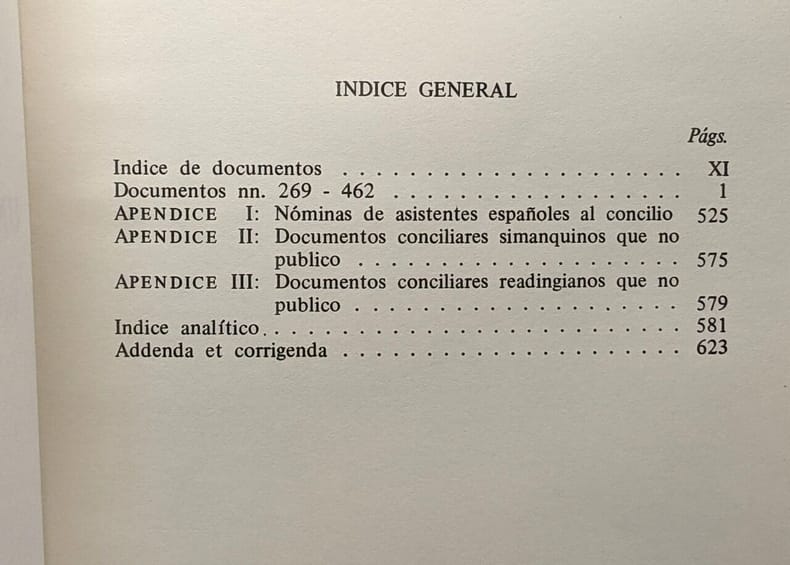 INDICE GENERAL
Págs.
Indice de documentos . . . . . . . . . . . . . . . . . . . . . XI
Documentos nn. 269 - 462 . . . . . . . . . . . . . . . . . . 1
APENDICE I: Nóminas de asistentes españoles al concilio 525
APENDICE II: Documentos conciliares simanquinos que no
publico . . . . . . . . . . . . . . . . . . . . 575
APENDICE III: Documentos conciliares readingianos que no
publico . . . . . . . . . . . . . . . . . . . . 579
Indice analítico . . . . . . . . . . . . . . . . . . . . . . . . . 581
Addenda et corrigenda . . . . . . . . . . . . . . . . . . . . . 623